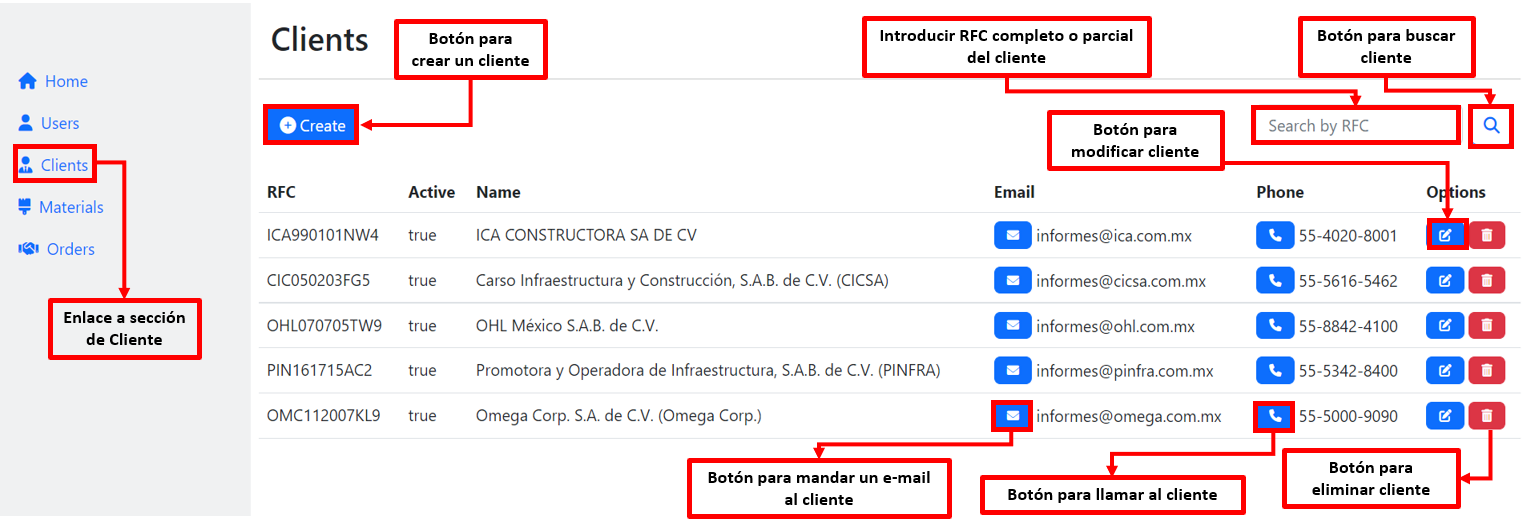 Clients
Botón para
crear un cliente
Introducir RFC completo o parcial
del cliente
Botón para buscar
cliente
Home
Users
Clients
Materials
Orders
Enlace a sección
de Cliente
Create
Search by RFC
Botón para
modificar cliente
RFC Active Name Email Phone Options
ICA990101NW4 true ICA CONSTRUCTORA SA DE CV informes@ica.com.mx 55-4020-8001
CIC050203FG5 true Carso Infraestructura y Construcción, S.A.B. de C.V. (CICSA) informes@cicsa.com.mx 55-5616-5462
OHL070705TW9 true OHL México S.A.B. de C.V. informes@ohl.com.mx 55-8842-4100
PIN161715AC2 true Promotora y Operadora de Infraestructura, S.A.B. de C.V. (PINFRA) informes@pinfra.com.mx 55-5342-8400
OMC112007KL9 true Omega Corp. S.A. de C.V. (Omega Corp.) informes@omega.com.mx 55-5000-9090
Botón para mandar un e-mail
al cliente
Botón para llamar al cliente
Botón para
eliminar cliente